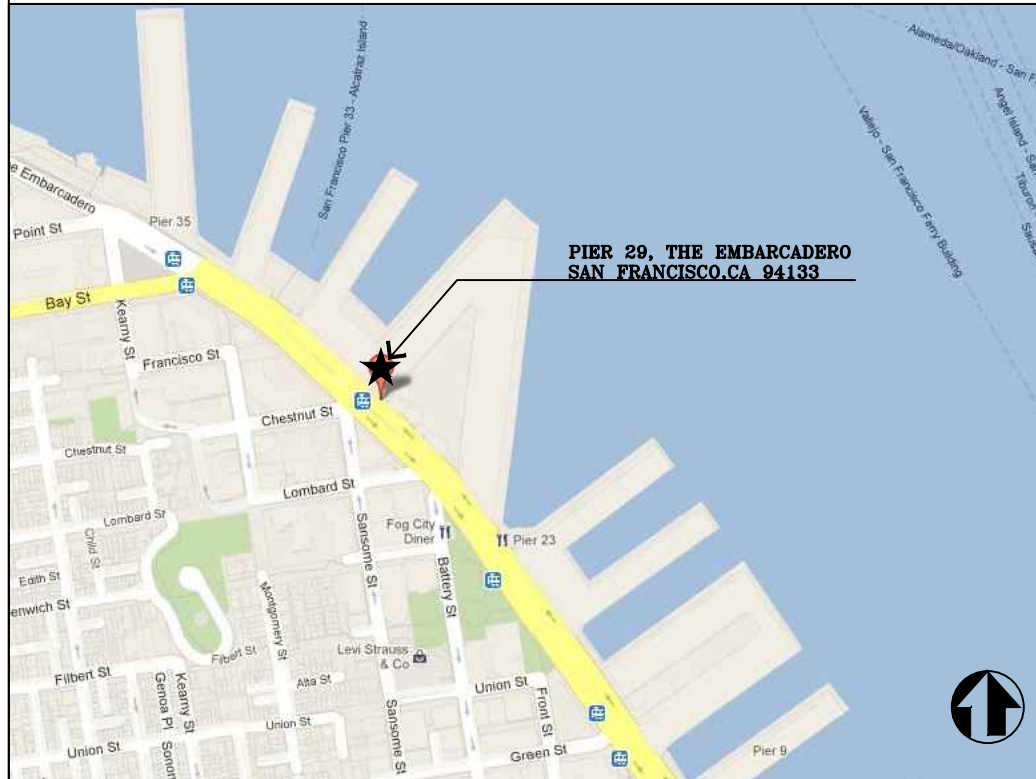 Alameda/Oakland - San F
Angel Island - San
Tiburon
Vallejo - San Francisco Ferry Building
San Francisco Pier 33 - Alcatraz Island
e Embarcadero
Point St
Pier 35
PIER 29, THE EMBARCADERO
SAN FRANCISCO,CA 94133
Bay St
Kearny St
Francisco St
Chestnut St
Chestnut St
Lombard St
Lombard St
Child St
Sansome St
Fog City
Diner
Pier 23
Battery St
Edith St
enwich St
Montgomery St
Filbert St
Levi Strauss
& Co
Filbert St
Kearny St
Genoa Pl
Alta St
Union St
Front St
Sansome St
Union St
Union St
Sonom
Green St
Pier 9